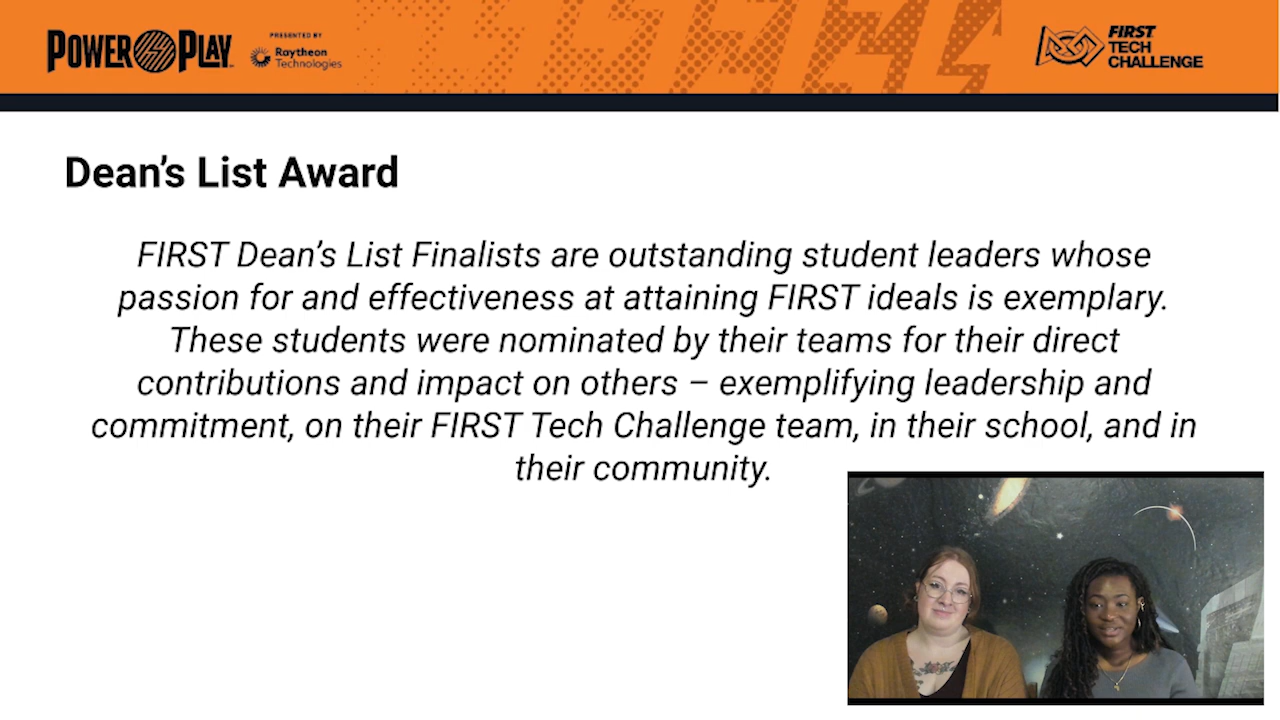 POWER PLAY
PRESENTED BY
Raytheon
Technologies
FIRST
TECH
CHALLENGE
Dean's List Award
FIRST Dean's List Finalists are outstanding student leaders whose
passion for and effectiveness at attaining FIRST ideals is exemplary.
These students were nominated by their teams for their direct
contributions and impact on others – exemplifying leadership and
commitment, on their FIRST Tech Challenge team, in their school, and in
their community.